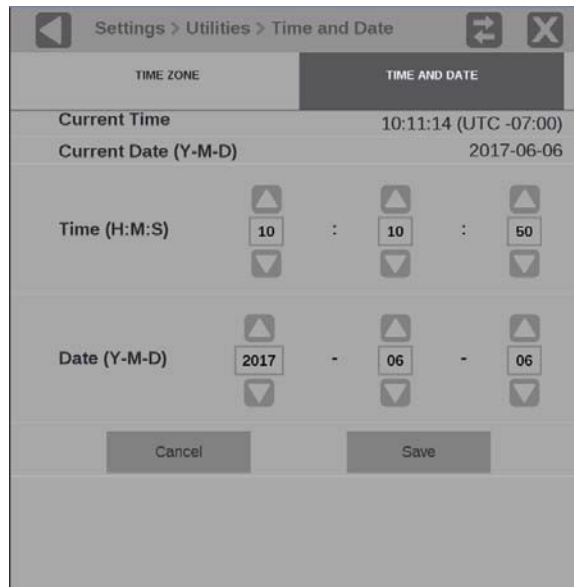 Settings > Utilities > Time and Date
TIME ZONE TIME AND DATE
Current Time 10:11:14 (UTC -07:00)
Current Date (Y-M-D) 2017-06-06
Time (H:M:S) 10 : 10 : 50
Date (Y-M-D) 2017 - 06 - 06
Cancel Save